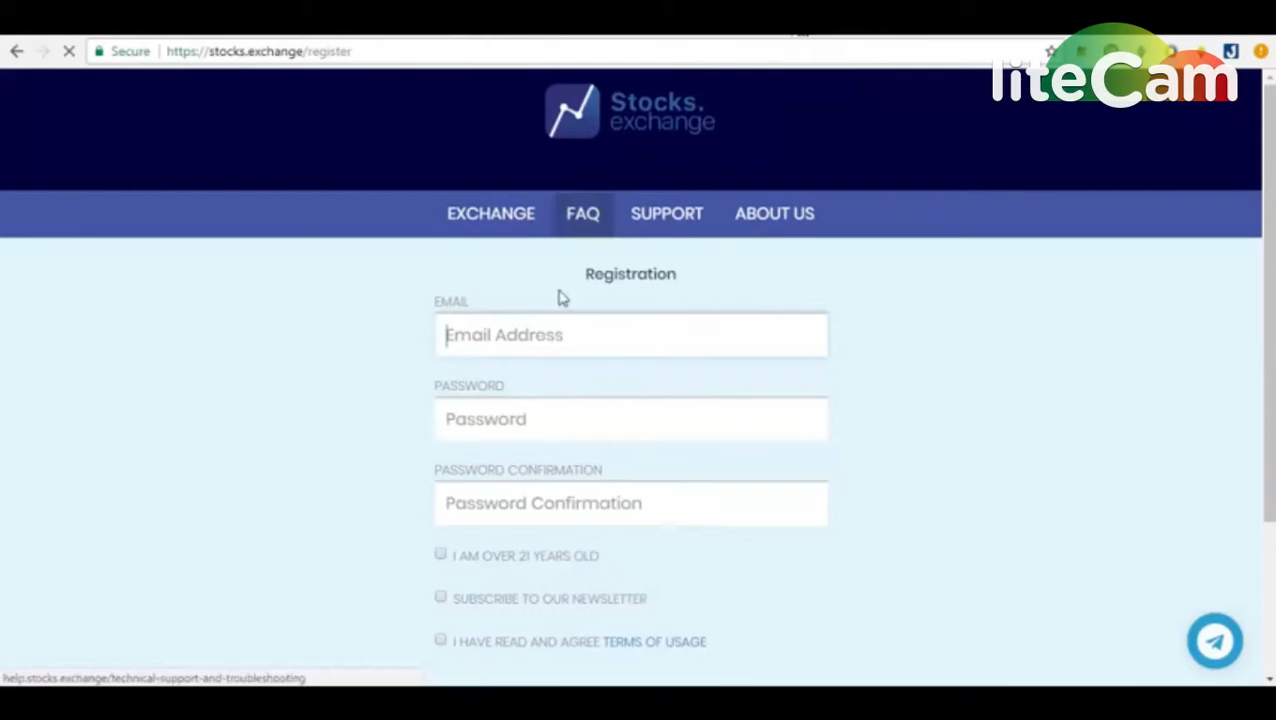 Secure | https://stocks.exchange/register
liteCam
Stocks.
exchange
EXCHANGE FAQ SUPPORT ABOUT US
Registration
EMAIL
Email Address
PASSWORD
Password
PASSWORD CONFIRMATION
Password Confirmation
I AM OVER 21 YEARS OLD
SUBSCRIBE TO OUR NEWSLETTER
I HAVE READ AND AGREE TERMS OF USAGE
help.stocks.exchange/technical-support-and-troubleshooting